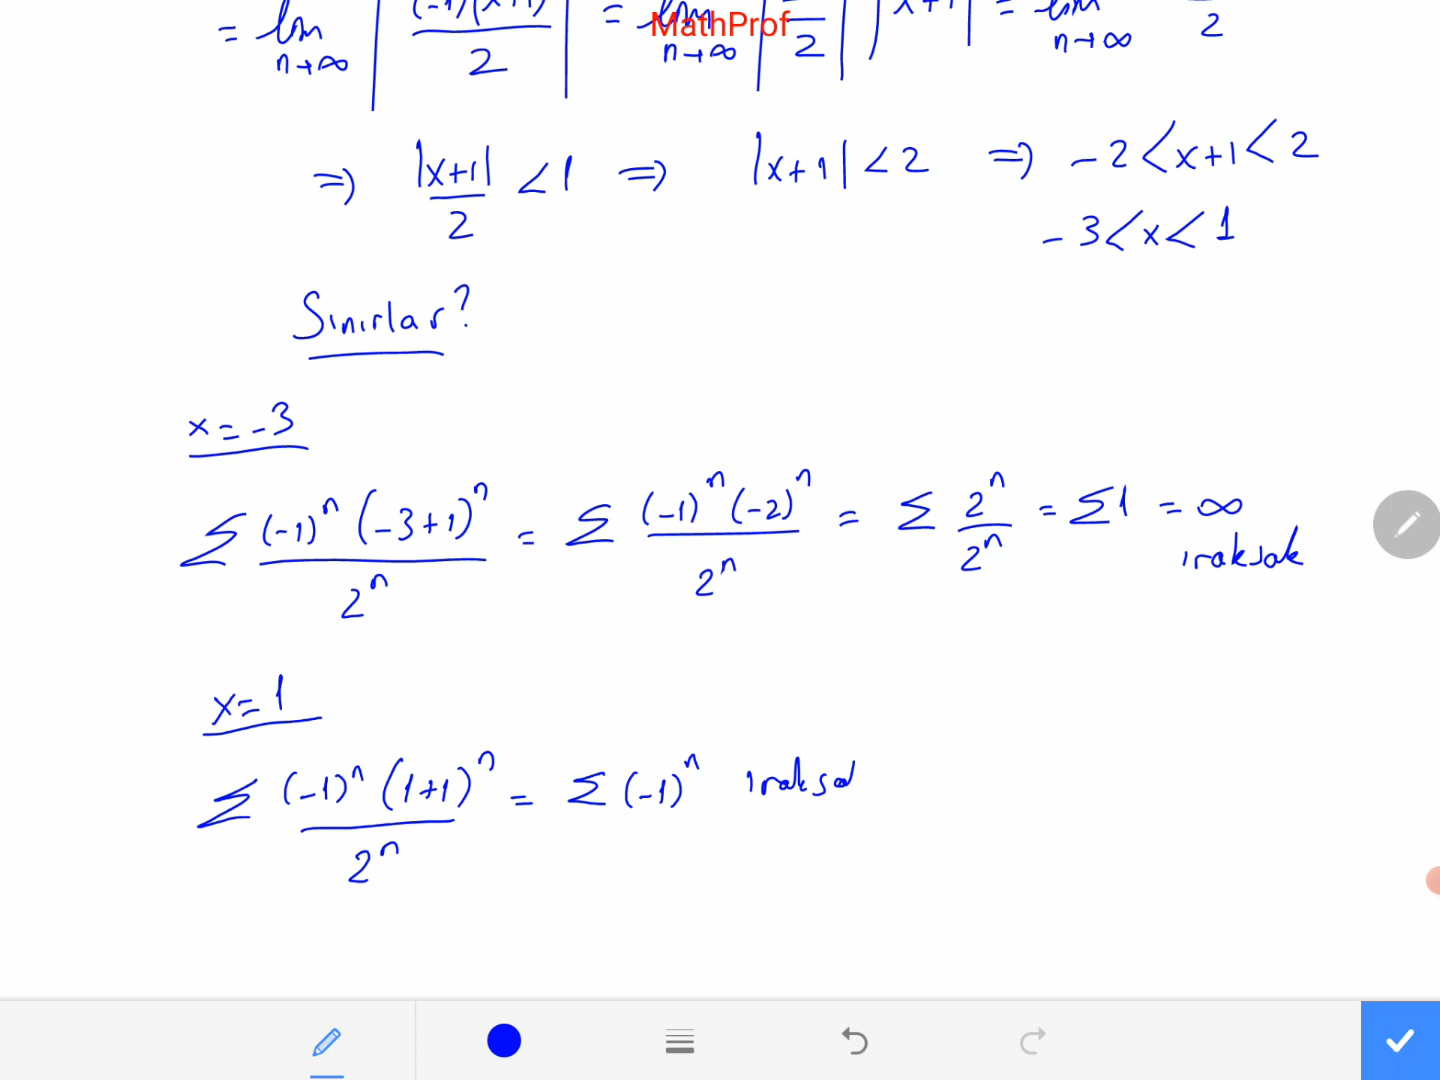 = lim | (-1)(x+1) / 2 | = lim | / 2 | |x+1| = lim / 2
n→∞ n→∞ n→∞
MathProf
⇒ |x+1|/2 < 1 ⇒ |x+1| < 2 ⇒ -2 < x+1 < 2
-3 < x < 1
Sınırlar?
x = -3
∑ (-1)^n (-3+1)^n / 2^n = ∑ (-1)^n (-2)^n / 2^n = ∑ 2^n / 2^n = ∑ 1 = ∞
ıraksak
x = 1
∑ (-1)^n (1+1)^n / 2^n = ∑ (-1)^n ıraksa